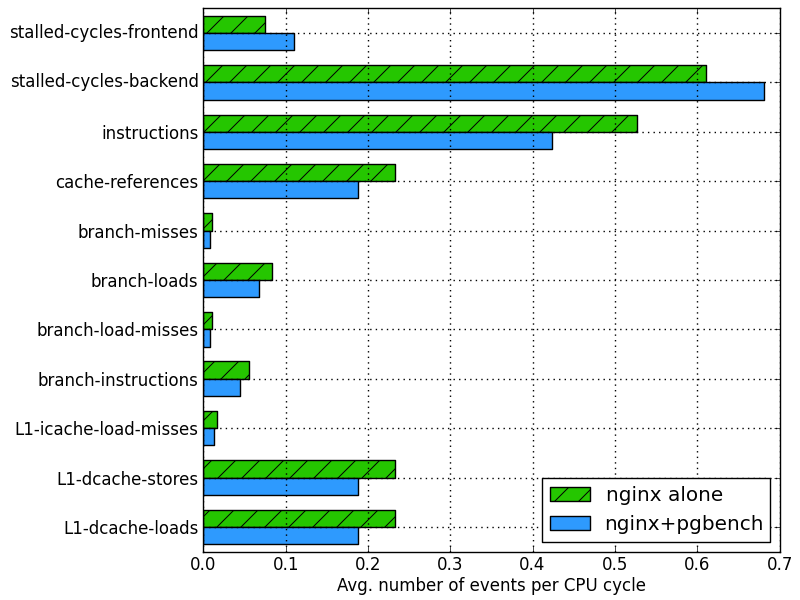 stalled-cycles-frontend
stalled-cycles-backend
instructions
cache-references
branch-misses
branch-loads
branch-load-misses
branch-instructions
L1-icache-load-misses
L1-dcache-stores
L1-dcache-loads
nginx alone
nginx+pgbench
0.0 0.1 0.2 0.3 0.4 0.5 0.6 0.7
Avg. number of events per CPU cycle